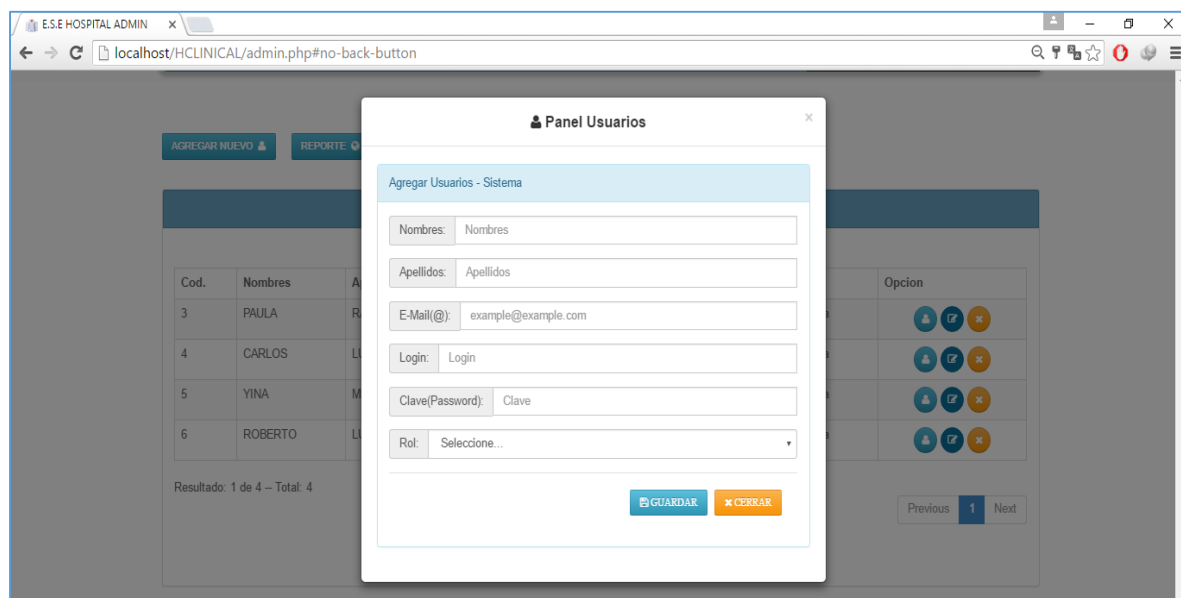 E.S.E HOSPITAL ADMIN
localhost/HCLINICAL/admin.php#no-back-button
Panel Usuarios
AGREGAR NUEVO
REPORTE
Agregar Usuarios - Sistema
Nombres: Nombres
Apellidos: Apellidos
E-Mail(@): example@example.com
Login: Login
Clave(Password): Clave
Rol: Seleccione...
GUARDAR CERRAR
Cod. Nombres A Opcion
3 PAULA R
4 CARLOS LU
5 YINA M
6 ROBERTO LU
Resultado: 1 de 4 – Total: 4
Previous 1 Next